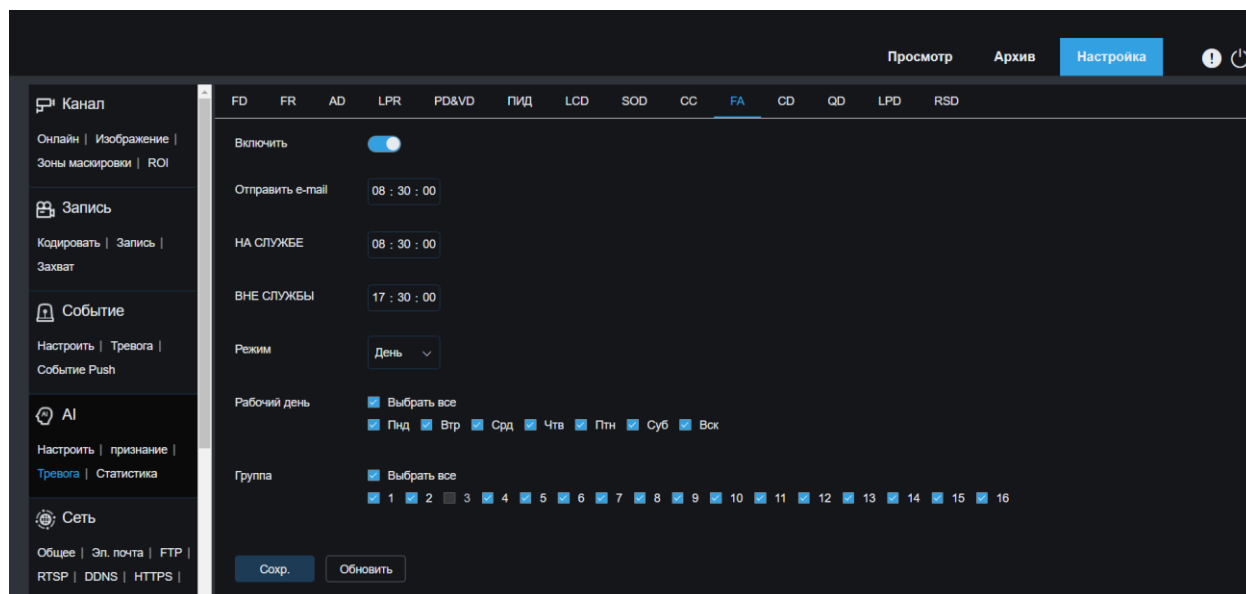 Просмотр Архив Настройка
Канал
Онлайн | Изображение |
Зоны маскировки | ROI
Запись
Кодировать | Запись |
Захват
Событие
Настроить | Тревога |
Событие Push
AI
Настроить | признание |
Тревога | Статистика
Сеть
Общее | Эл. почта | FTP |
RTSP | DDNS | HTTPS |
FD FR AD LPR PD&VD ПИД LCD SOD CC FA CD QD LPD RSD
Включить
Отправить e-mail 08 : 30 : 00
НА СЛУЖБЕ 08 : 30 : 00
ВНЕ СЛУЖБЫ 17 : 30 : 00
Режим День
Рабочий день Выбрать все
Пнд Втр Срд Чтв Птн Суб Вск
Группа Выбрать все
1 2 3 4 5 6 7 8 9 10 11 12 13 14 15 16
Сохр. Обновить